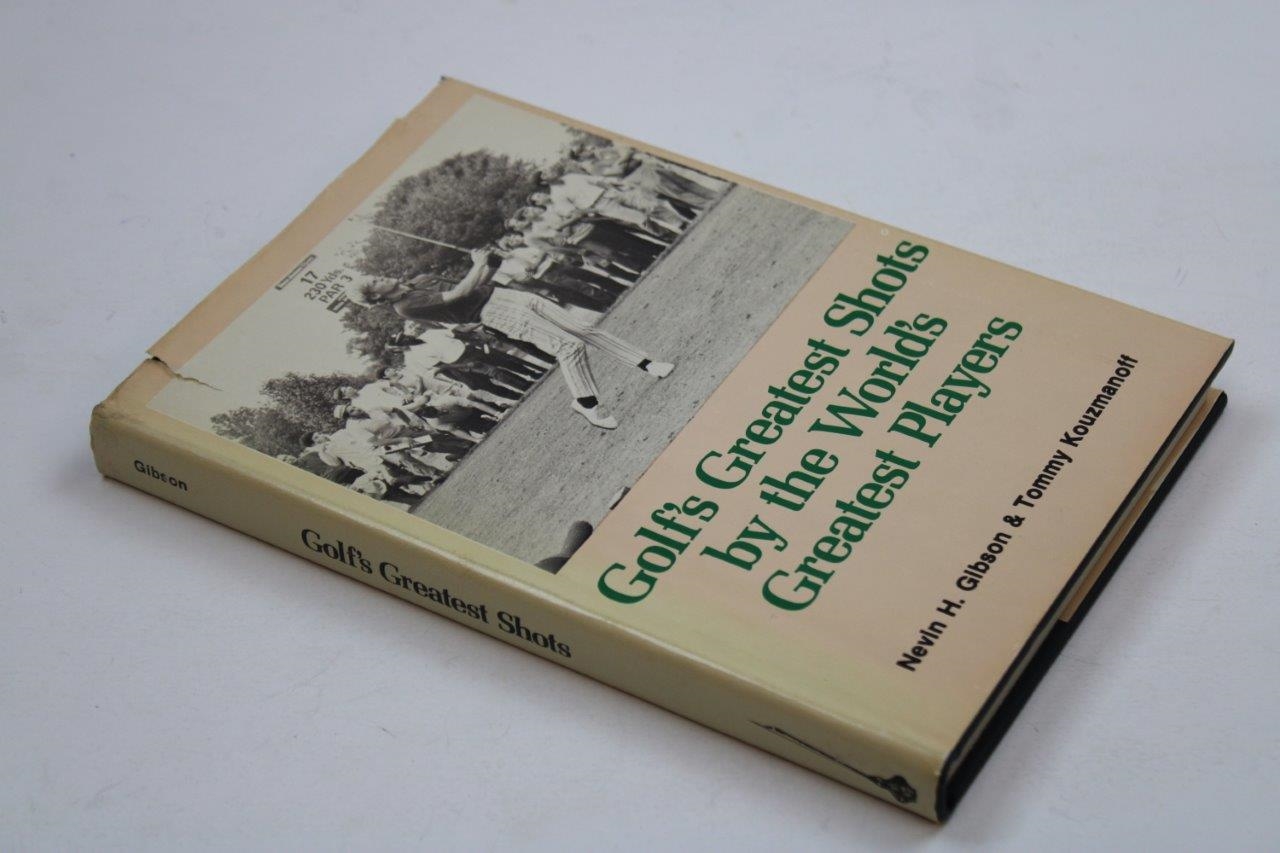 17
230 Yds.
PAR 3
Golf's Greatest Shots
by the World's
Greatest Players
Nevin H. Gibson & Tommy Kouzmanoff
Gibson
Golf's Greatest Shots